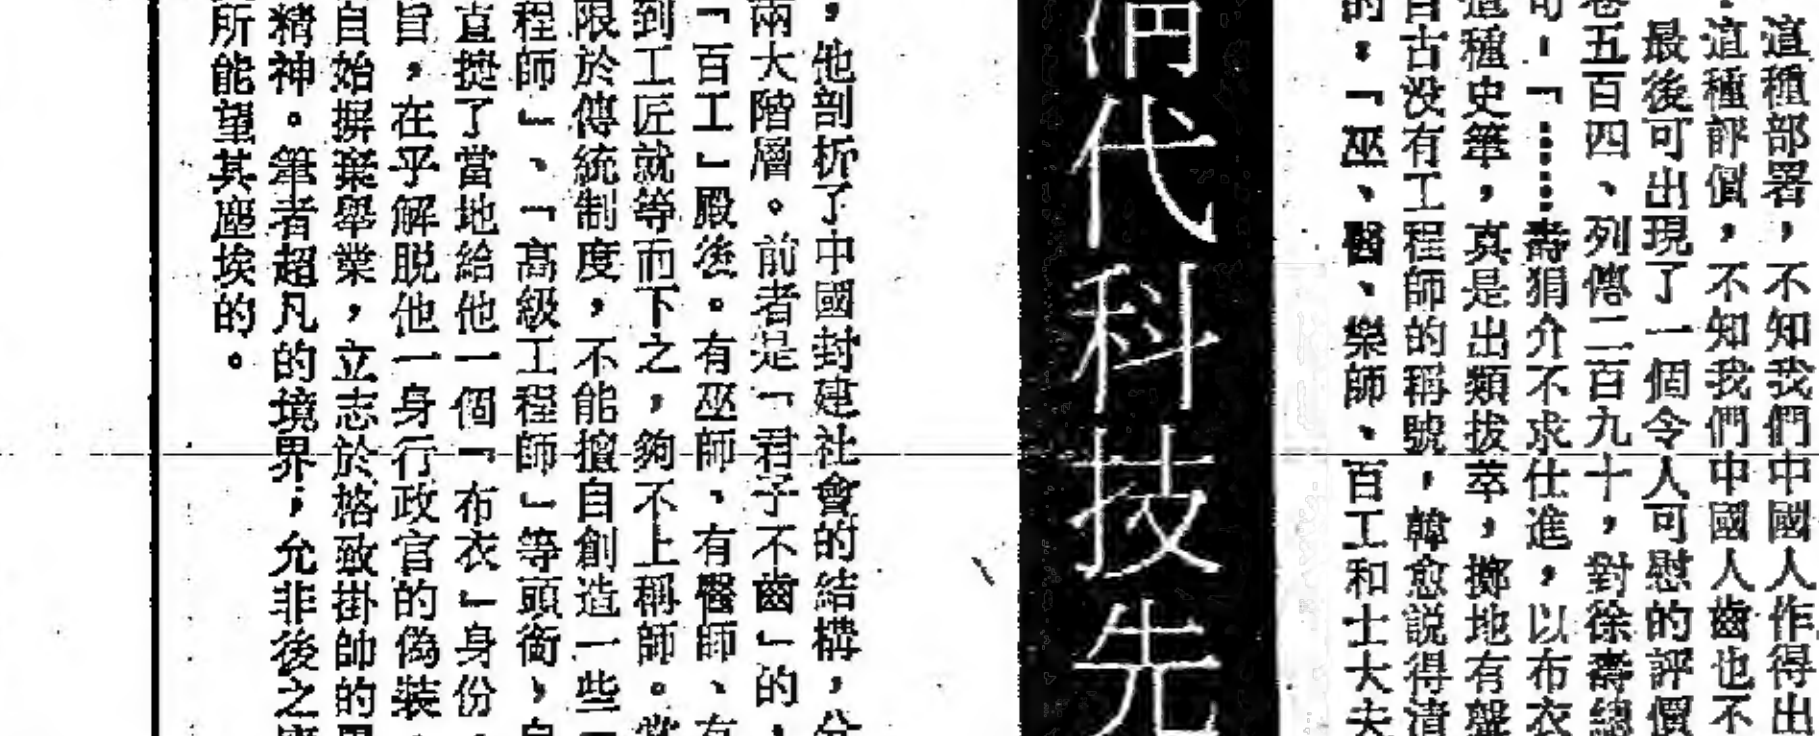 這種部署，不知我們中國人作得出
這種評價，不知我們中國人齒也不
最後可出現了一個令人可慰的評價
卷五百四、列傳二百九十，對徐壽總
句，「……壽狷介不求仕進，以布衣
這種史筆，真是出類拔萃，擲地有聲
自古没有工程師的稱號，韓愈説得清
的，「巫、醫、樂師、百工和士大夫
清代科技先
，他剖析了中國封建社會的結構，分
兩大階層。前者是「君子不齒」的，
「百工」殿後。有巫師、有醫師、有
到工匠就等而下之，夠不上稱師。當
限於傳統制度，不能擅自創造一些「
程師」、「高級工程師」等頭銜，自
直捷了當地給他一個「布衣」身份，
旨，在乎解脱他一身行政官的偽裝，
自始摒棄舉業，立志於格致掛帥的
精神。筆者超凡的境界；允非後之
所能望其塵埃的。